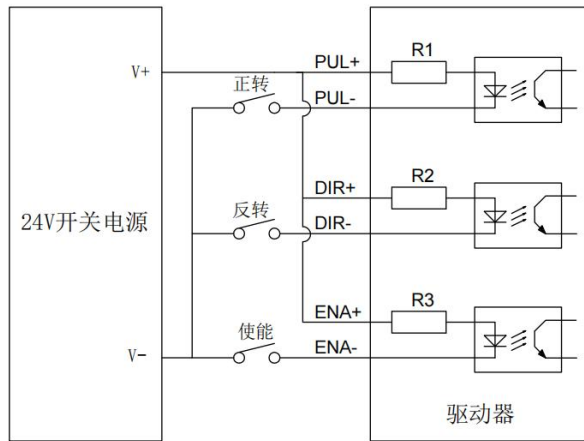 V+
正转
PUL+
R1
PUL-
24V开关电源
反转
DIR+
R2
DIR-
V-
使能
ENA+
R3
ENA-
驱动器